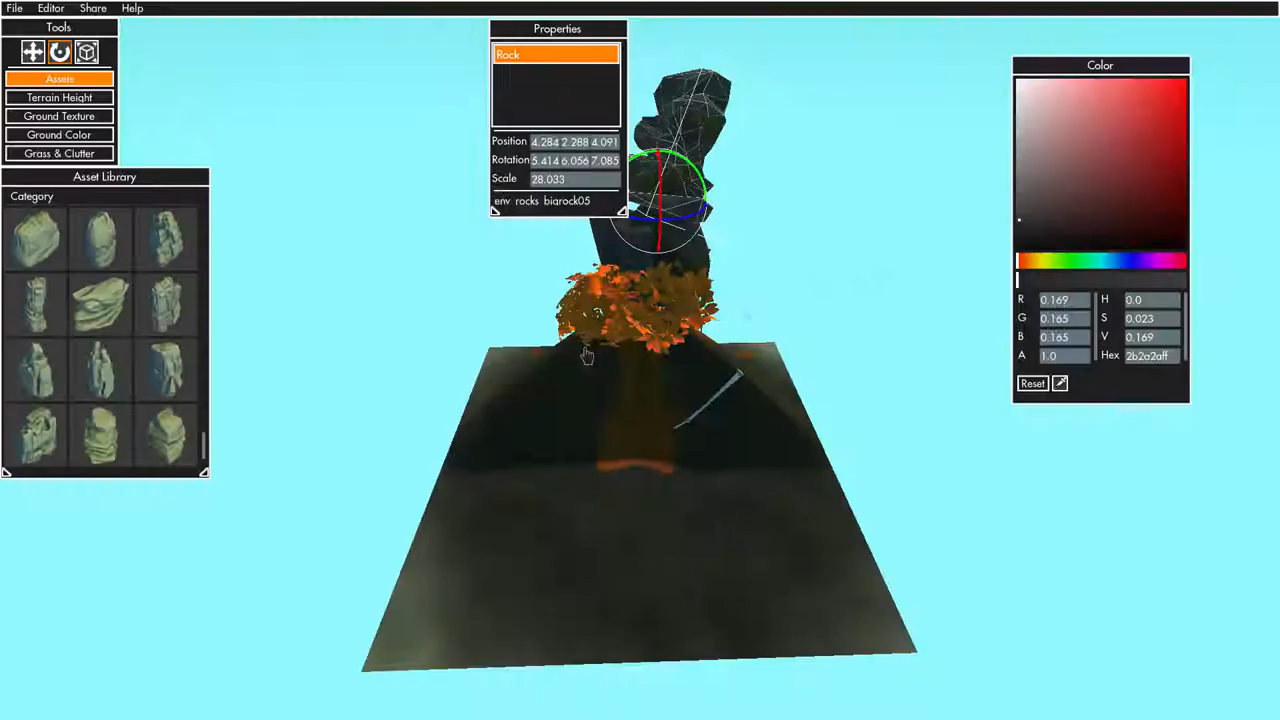 File Editor Share Help
Tools
Assets
Terrain Height
Ground Texture
Ground Color
Grass & Clutter
Asset Library
Category
Properties
Rock
Position 4.284 2.288 4.091
Rotation 5.414 6.056 7.085
Scale 28.033
env_rocks_bigrock05
Color
R 0.169 H 0.0
G 0.165 S 0.023
B 0.165 V 0.169
A 1.0 Hex 2b2a2aff
Reset